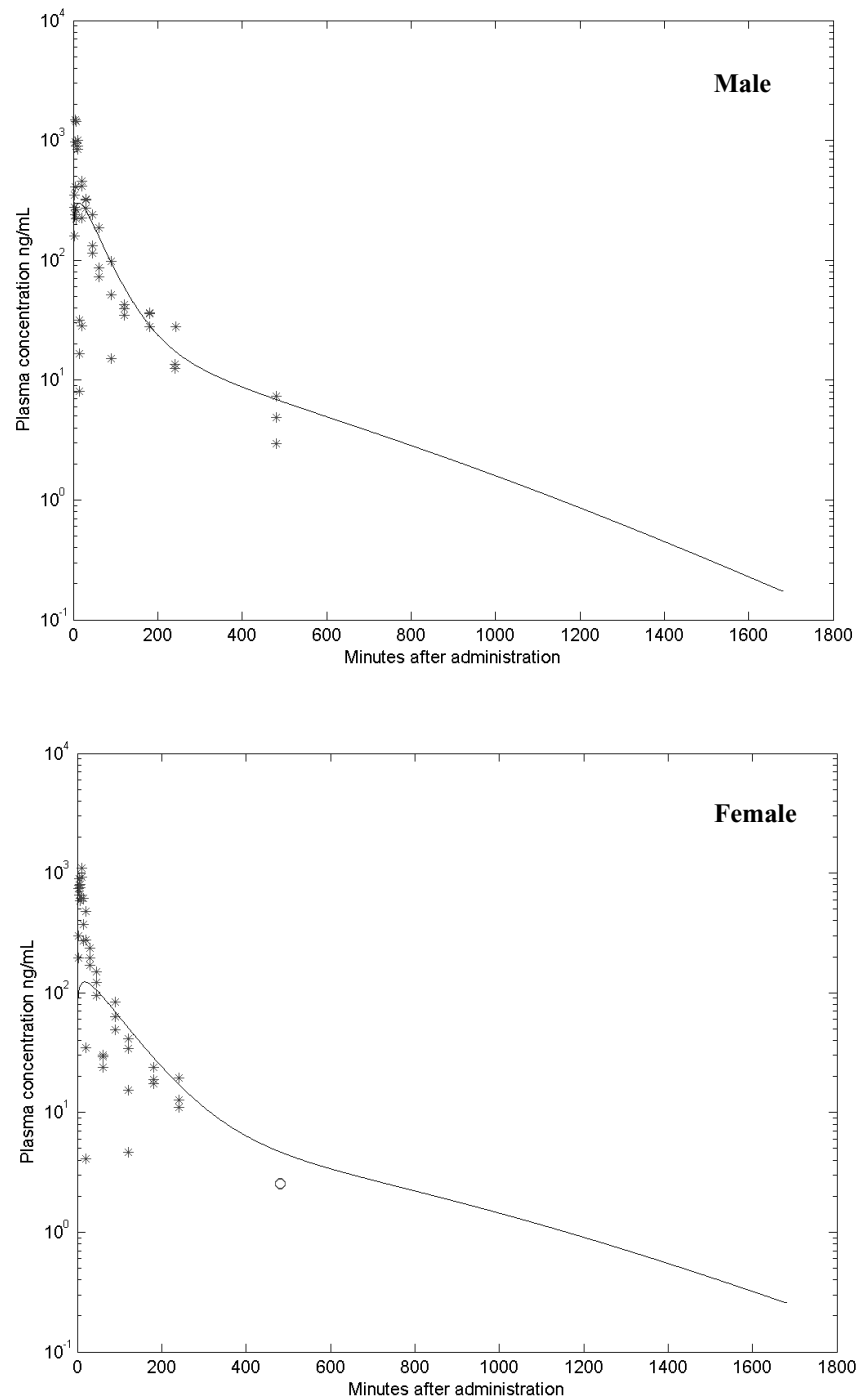 10^4
Male
10^3
10^2
10^1
10^0
10^-1
Plasma concentration ng/mL
0 200 400 600 800 1000 1200 1400 1600 1800
Minutes after administration
10^4
Female
10^3
10^2
10^1
10^0
10^-1
Plasma concentration ng/mL
0 200 400 600 800 1000 1200 1400 1600 1800
Minutes after administration